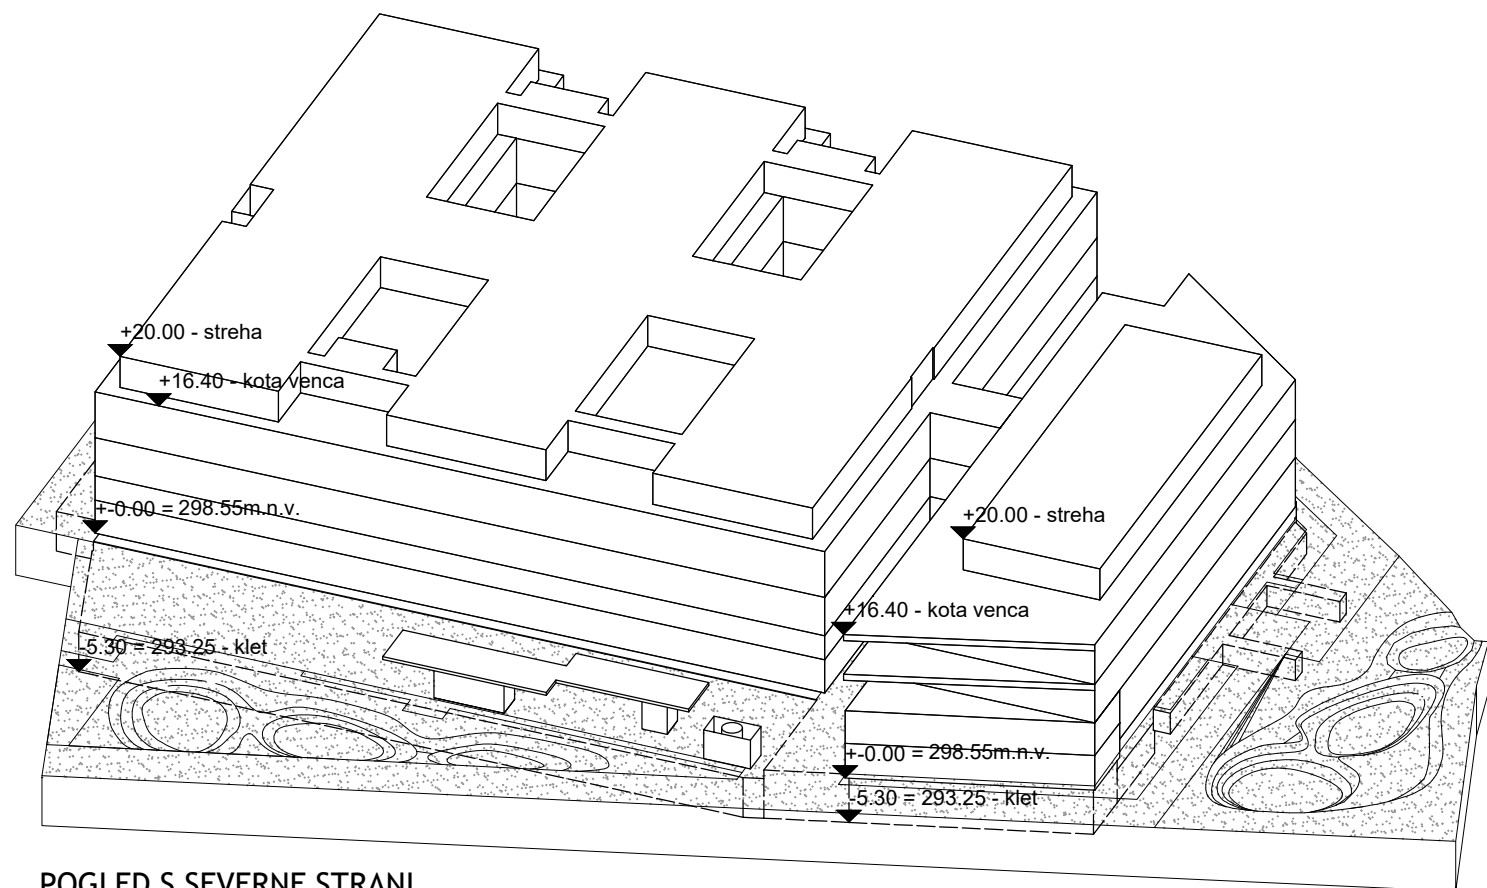 +20.00 - streha
+16.40 - kota venca
+-0.00 = 298.55m.n.v.
+20.00 - streha
+16.40 - kota venca
-5.30 = 293.25 - klet
+-0.00 = 298.55m.n.v.
-5.30 = 293.25 - klet
POGLED S SEVERNE STRANI